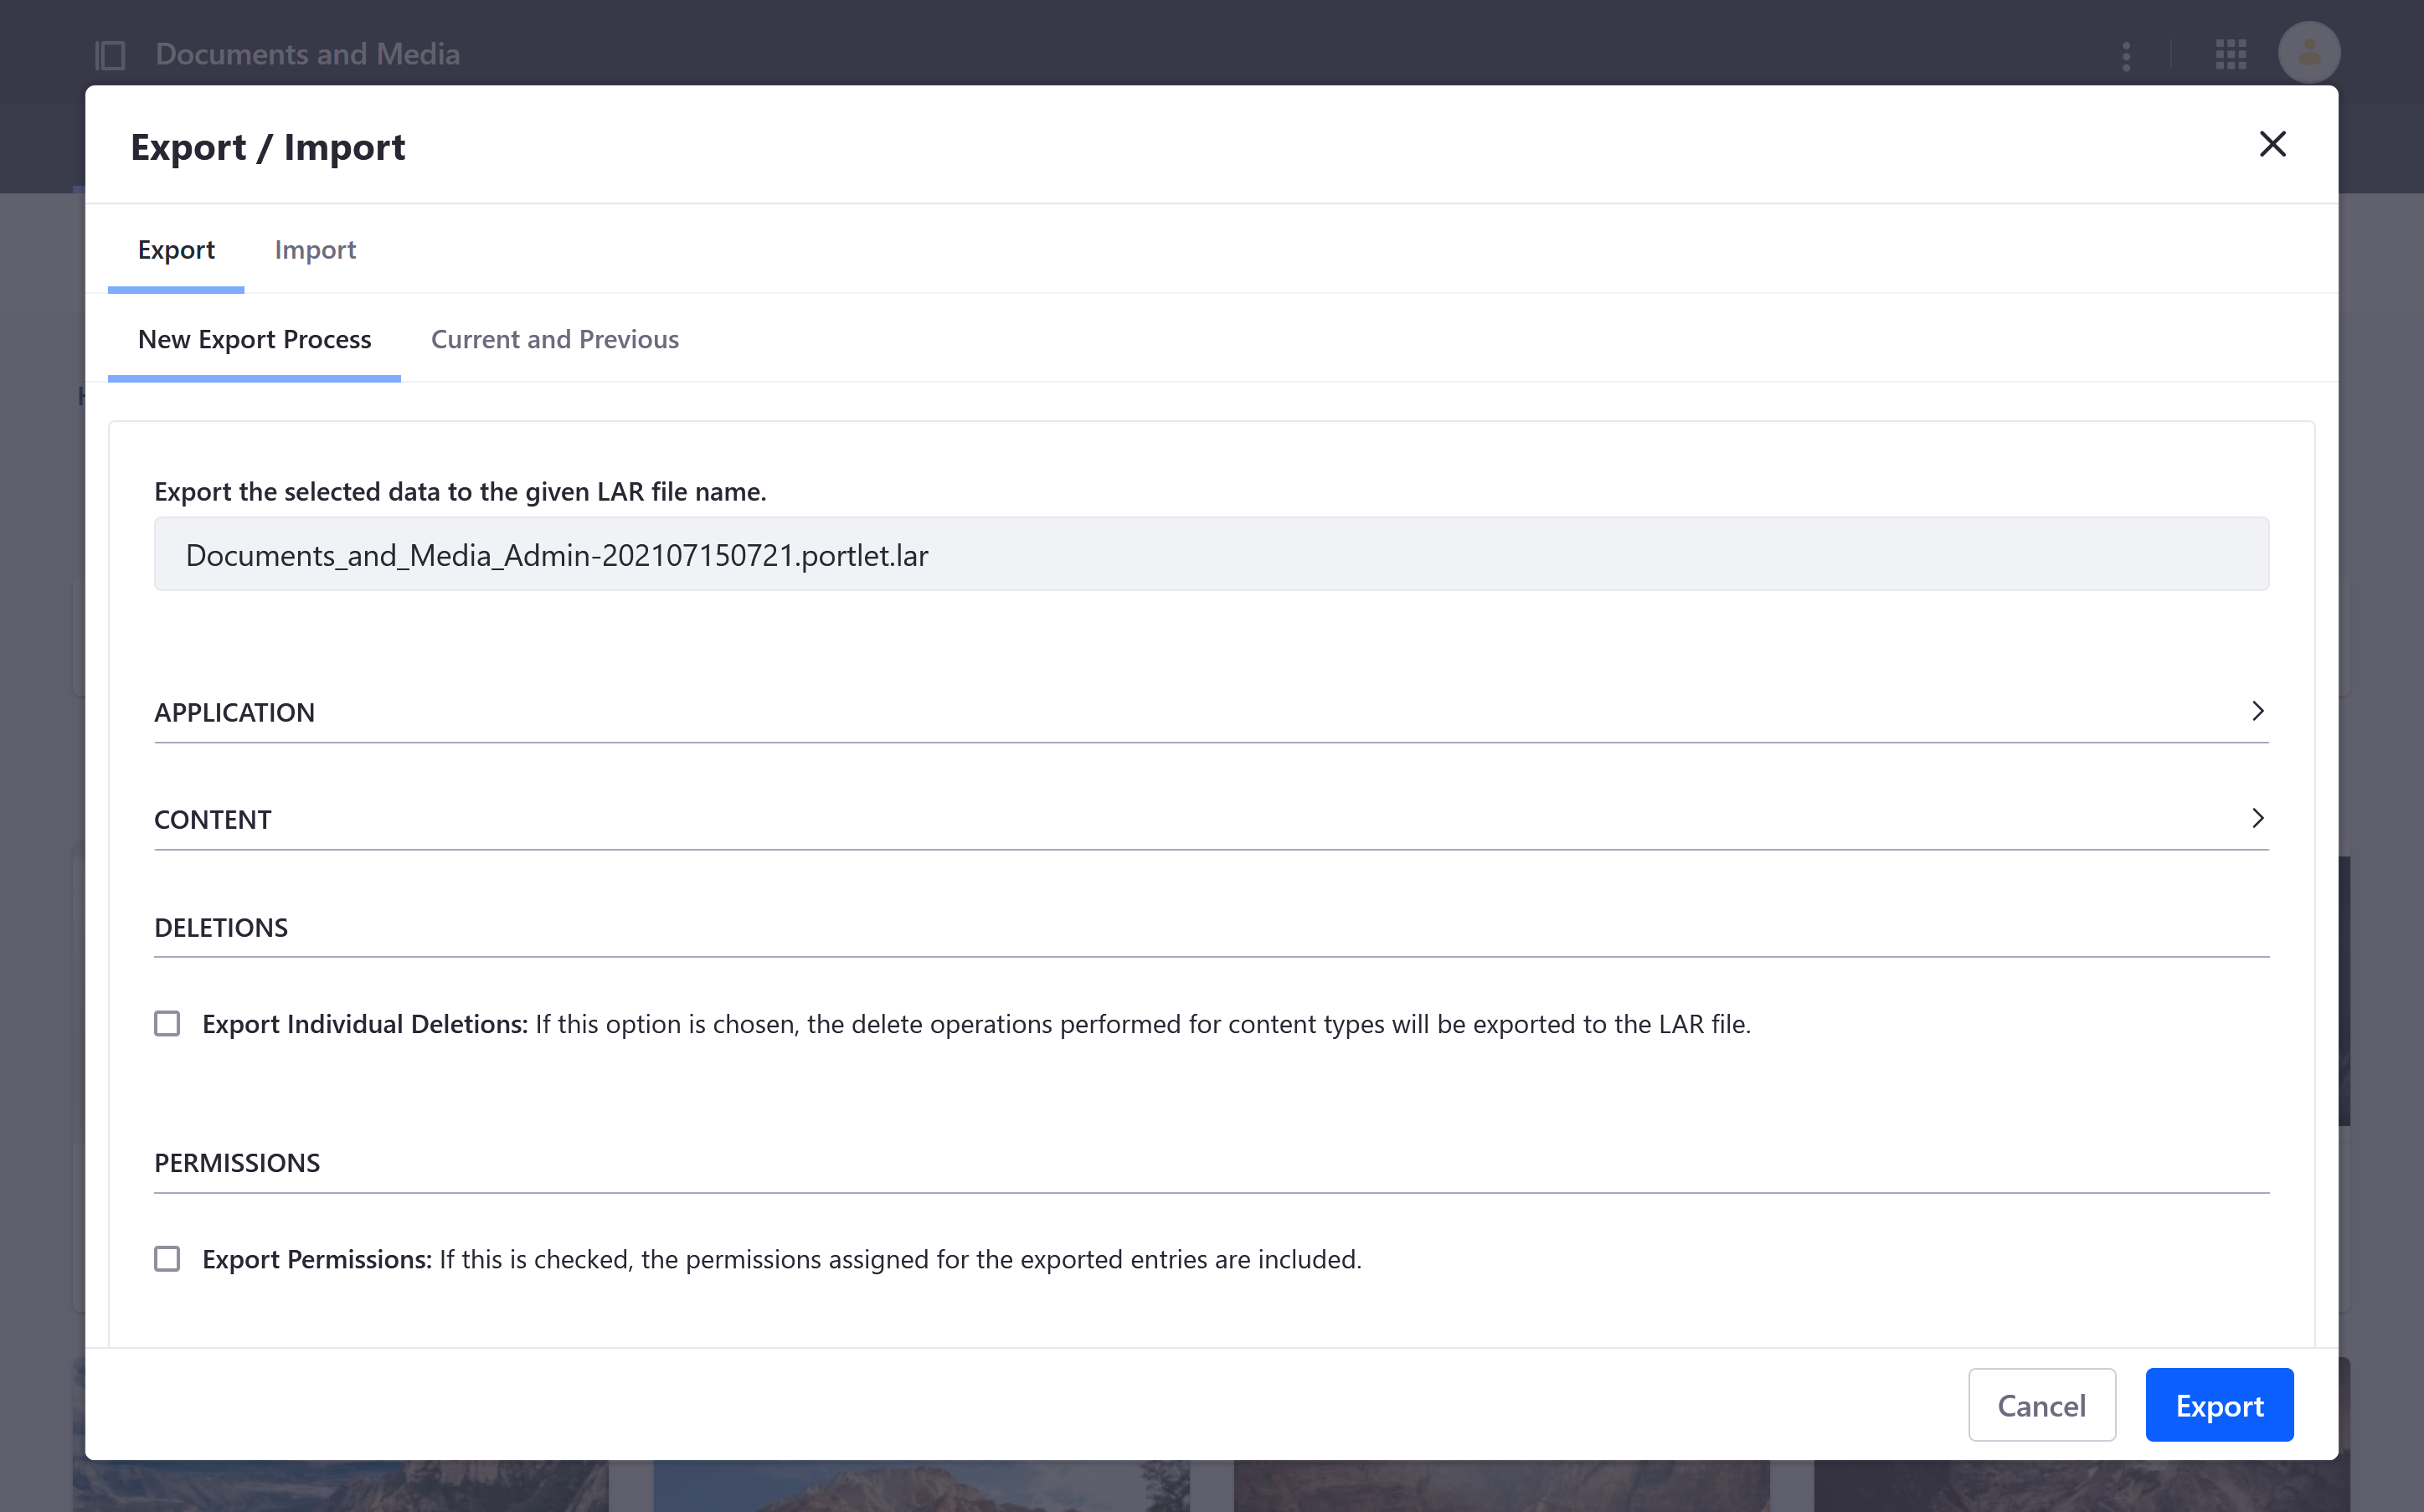 Documents and Media
Export / Import
Export Import
New Export Process Current and Previous
Export the selected data to the given LAR file name.
Documents_and_Media_Admin-202107150721.portlet.lar
APPLICATION
CONTENT
DELETIONS
Export Individual Deletions: If this option is chosen, the delete operations performed for content types will be exported to the LAR file.
PERMISSIONS
Export Permissions: If this is checked, the permissions assigned for the exported entries are included.
Cancel Export